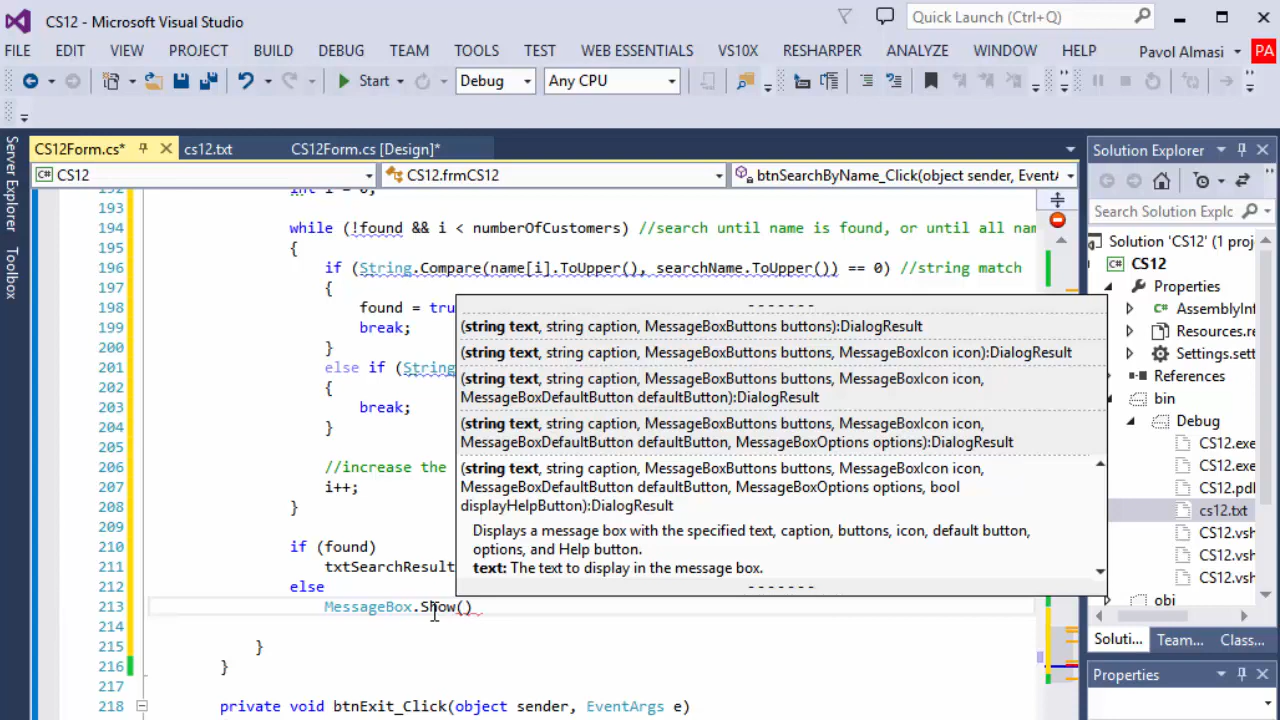 CS12 - Microsoft Visual Studio
Quick Launch (Ctrl+Q)
FILE EDIT VIEW PROJECT BUILD DEBUG TEAM TOOLS TEST WEB ESSENTIALS VS10X RESHARPER ANALYZE WINDOW HELP Pavol Almasi PA
Start Debug Any CPU
Server Explorer
Toolbox
CS12Form.cs* cs12.txt CS12Form.cs [Design]*
CS12 CS12.frmCS12 btnSearchByName_Click(object sender, EventA
192 int i = 0;
193
194 while (!found && i < numberOfCustomers) //search until name is found, or until all nam
195 {
196 if (String.Compare(name[i].ToUpper(), searchName.ToUpper()) == 0) //string match
197 {
198 found = tru
199 break;
200 }
201 else if (String
202 {
203 break;
204 }
205
206 //increase the
207 i++;
208 }
209
210 if (found)
211 txtSearchResult
212 else
213 MessageBox.Show()
214
215 }
216 }
217
218 private void btnExit_Click(object sender, EventArgs e)
(string text, string caption, MessageBoxButtons buttons):DialogResult
(string text, string caption, MessageBoxButtons buttons, MessageBoxIcon icon):DialogResult
(string text, string caption, MessageBoxButtons buttons, MessageBoxIcon icon,
MessageBoxDefaultButton defaultButton):DialogResult
(string text, string caption, MessageBoxButtons buttons, MessageBoxIcon icon,
MessageBoxDefaultButton defaultButton, MessageBoxOptions options):DialogResult
(string text, string caption, MessageBoxButtons buttons, MessageBoxIcon icon,
MessageBoxDefaultButton defaultButton, MessageBoxOptions options, bool
displayHelpButton):DialogResult
Displays a message box with the specified text, caption, buttons, icon, default button,
options, and Help button.
text: The text to display in the message box.
Solution Explorer
Search Solution Explc
Solution 'CS12' (1 proj
CS12
Properties
AssemblyInf
Resources.re
Settings.sett
References
bin
Debug
CS12.exe
CS12.exe
CS12.pd
cs12.txt
CS12.vsh
CS12.vsh
CS12.vsh
obj
Soluti... Team... Class...
Properties